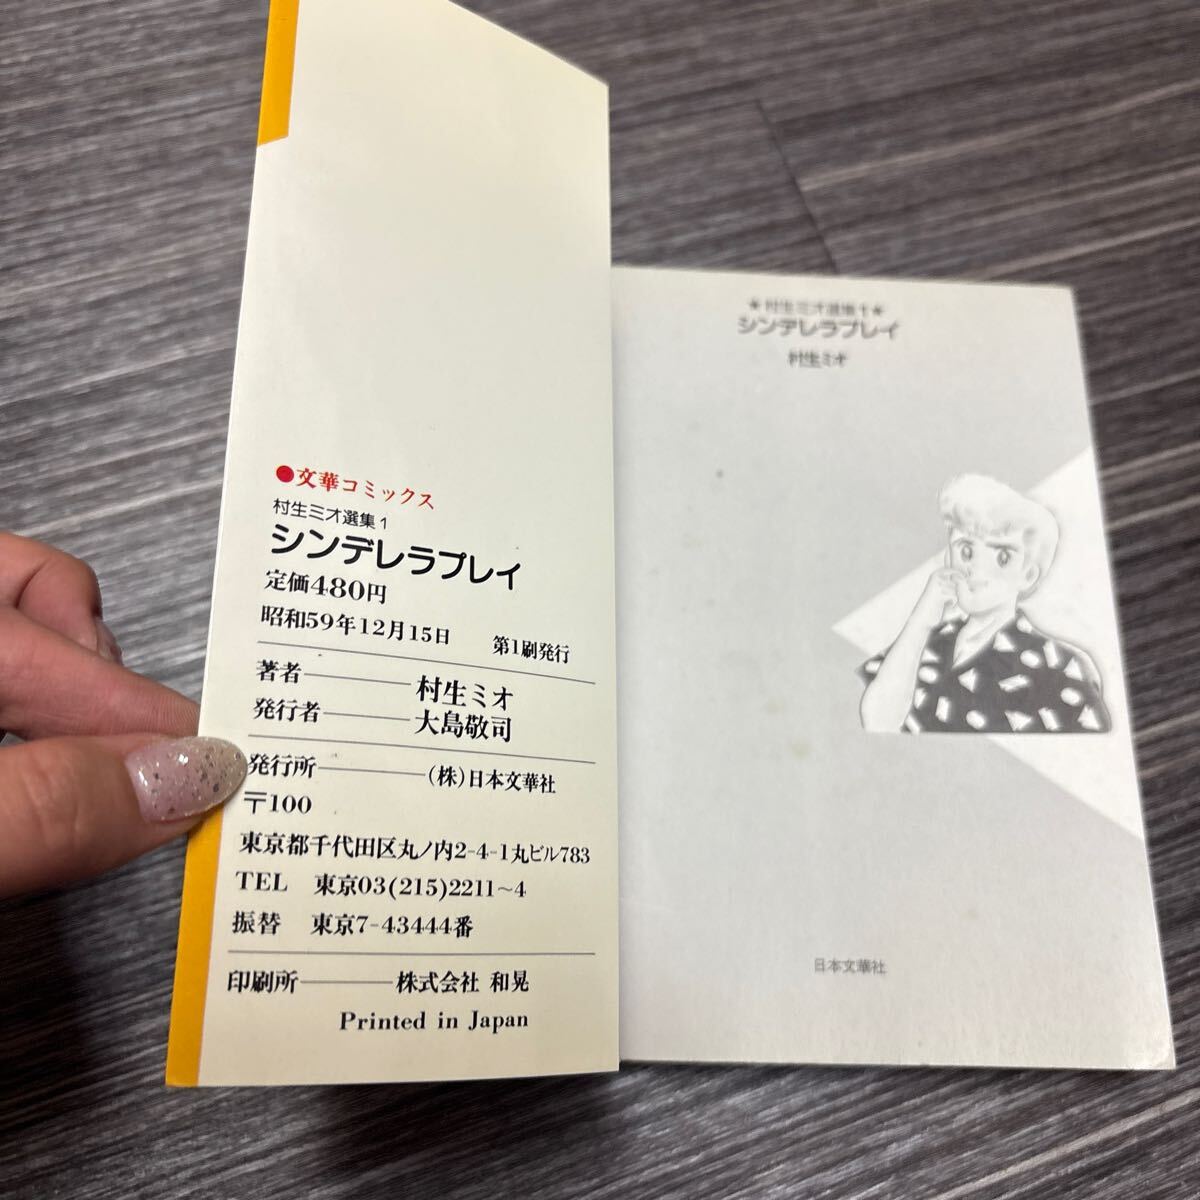 ●文華コミックス
村生ミオ選集1
シンデレラプレイ
定価480円
昭和59年12月15日 第1刷発行
著者 村生ミオ
発行者 大島敬司
発行所 (株)日本文華社
〒100
東京都千代田区丸ノ内2-4-1丸ビル783
TEL 東京03(215)2211〜4
振替 東京7-43444番
印刷所 株式会社 和晃
Printed in Japan
★村生ミオ選集1★
シンデレラプレイ
村生ミオ
日本文華社